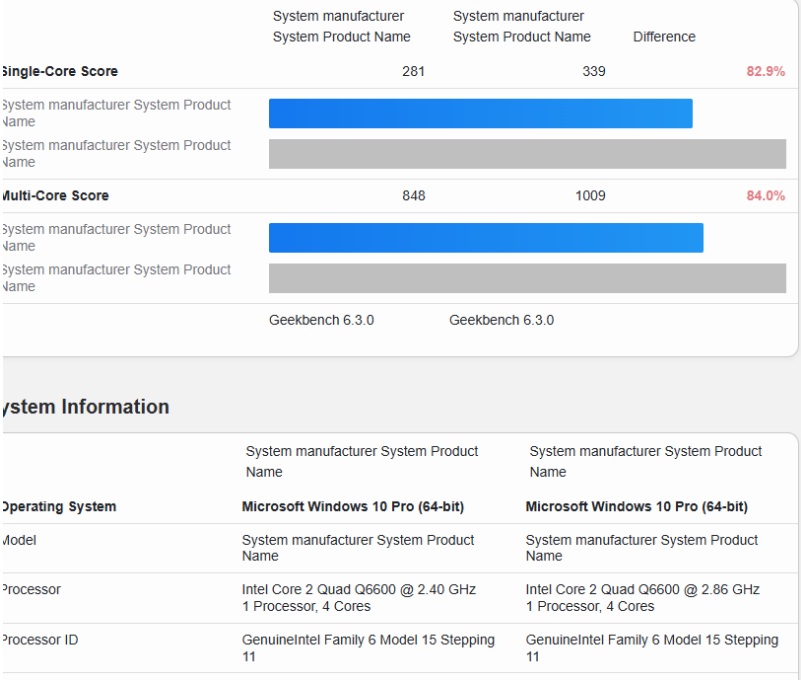 System manufacturer System manufacturer
System Product Name System Product Name Difference
Single-Core Score 281 339 82.9%
System manufacturer System Product
Name
System manufacturer System Product
Name
Multi-Core Score 848 1009 84.0%
System manufacturer System Product
Name
System manufacturer System Product
Name
Geekbench 6.3.0 Geekbench 6.3.0
ystem Information
System manufacturer System Product System manufacturer System Product
Name Name
Operating System Microsoft Windows 10 Pro (64-bit) Microsoft Windows 10 Pro (64-bit)
Model System manufacturer System Product System manufacturer System Product
Name Name
Processor Intel Core 2 Quad Q6600 @ 2.40 GHz Intel Core 2 Quad Q6600 @ 2.86 GHz
1 Processor, 4 Cores 1 Processor, 4 Cores
Processor ID GenuineIntel Family 6 Model 15 Stepping GenuineIntel Family 6 Model 15 Stepping
11 11